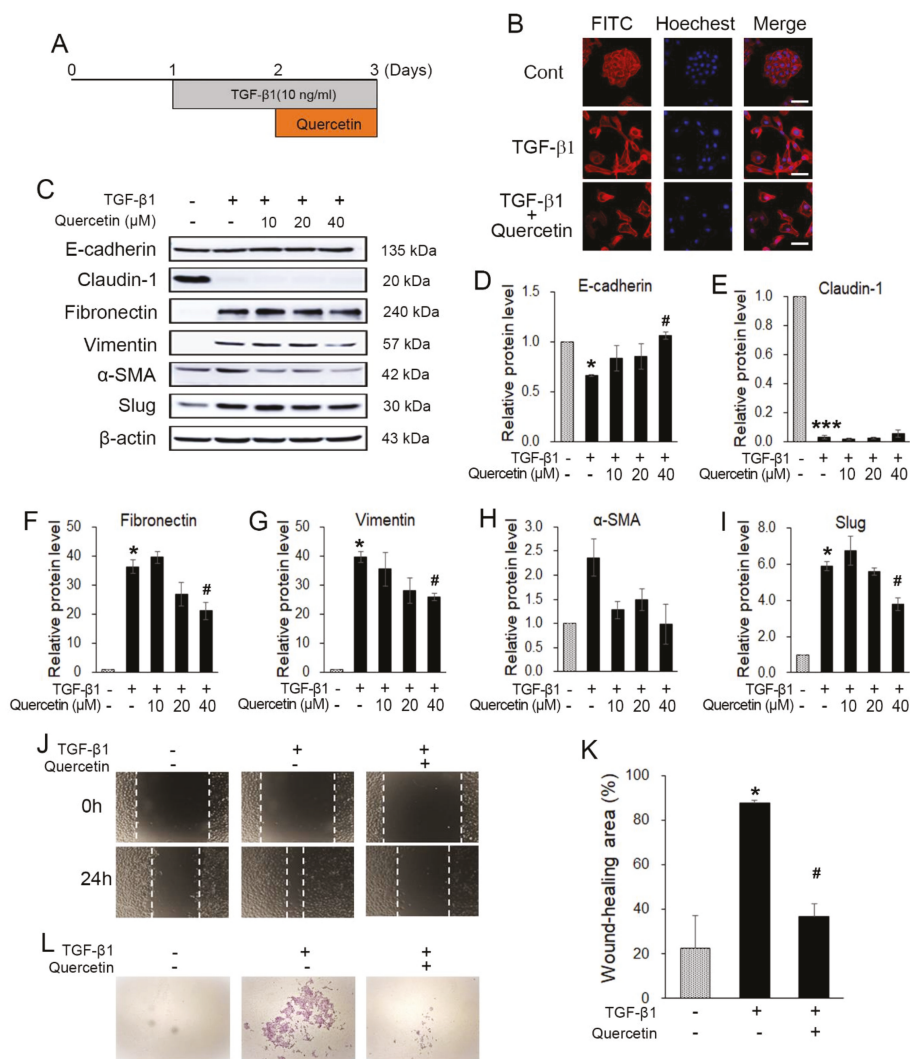 A
0 1 2 3 (Days)
TGF-β1(10 ng/ml)
Quercetin
B
FITC Hoechest Merge
Cont
TGF-β1
TGF-β1
+
Quercetin
C
TGF-β1 - + + + +
Quercetin (μM) - - 10 20 40
E-cadherin 135 kDa
Claudin-1 20 kDa
Fibronectin 240 kDa
Vimentin 57 kDa
α-SMA 42 kDa
Slug 30 kDa
β-actin 43 kDa
D
E-cadherin
Relative protein level
1.5
1.0
0.5
0.0
*
#
TGF-β1 - + + + +
Quercetin (μM) - - 10 20 40
E
Claudin-1
Relative protein level
1.0
0.8
0.6
0.4
0.2
0.0
***
TGF-β1 - + + + +
Quercetin (μM) - - 10 20 40
F
Fibronectin
Relative protein level
50
40
30
20
10
0
*
#
TGF-β1 - + + + +
Quercetin (μM) - - 10 20 40
G
Vimentin
Relative protein level
50
40
30
20
10
0
*
#
TGF-β1 - + + + +
Quercetin (μM) - - 10 20 40
H
α-SMA
Relative protein level
3.0
2.5
2.0
1.5
1.0
0.5
0.0
TGF-β1 - + + + +
Quercetin (μM) - - 10 20 40
I
Slug
Relative protein level
8.0
6.0
4.0
2.0
0.0
*
#
TGF-β1 - + + + +
Quercetin (μM) - - 10 20 40
J
TGF-β1 - + +
Quercetin - - +
0h
24h
K
Wound-healing area (%)
100
80
60
40
20
0
*
#
TGF-β1 - + +
Quercetin - - +
L
TGF-β1 - + +
Quercetin - - +